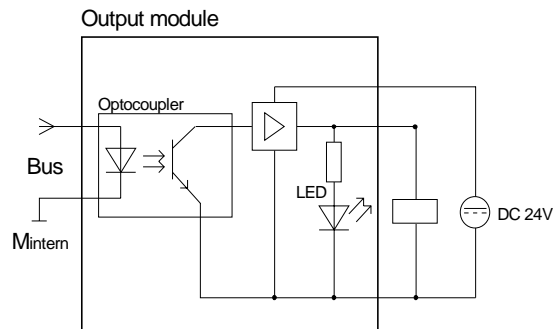 Output module
Optocoupler
Bus
LED
DC 24V
Mintern